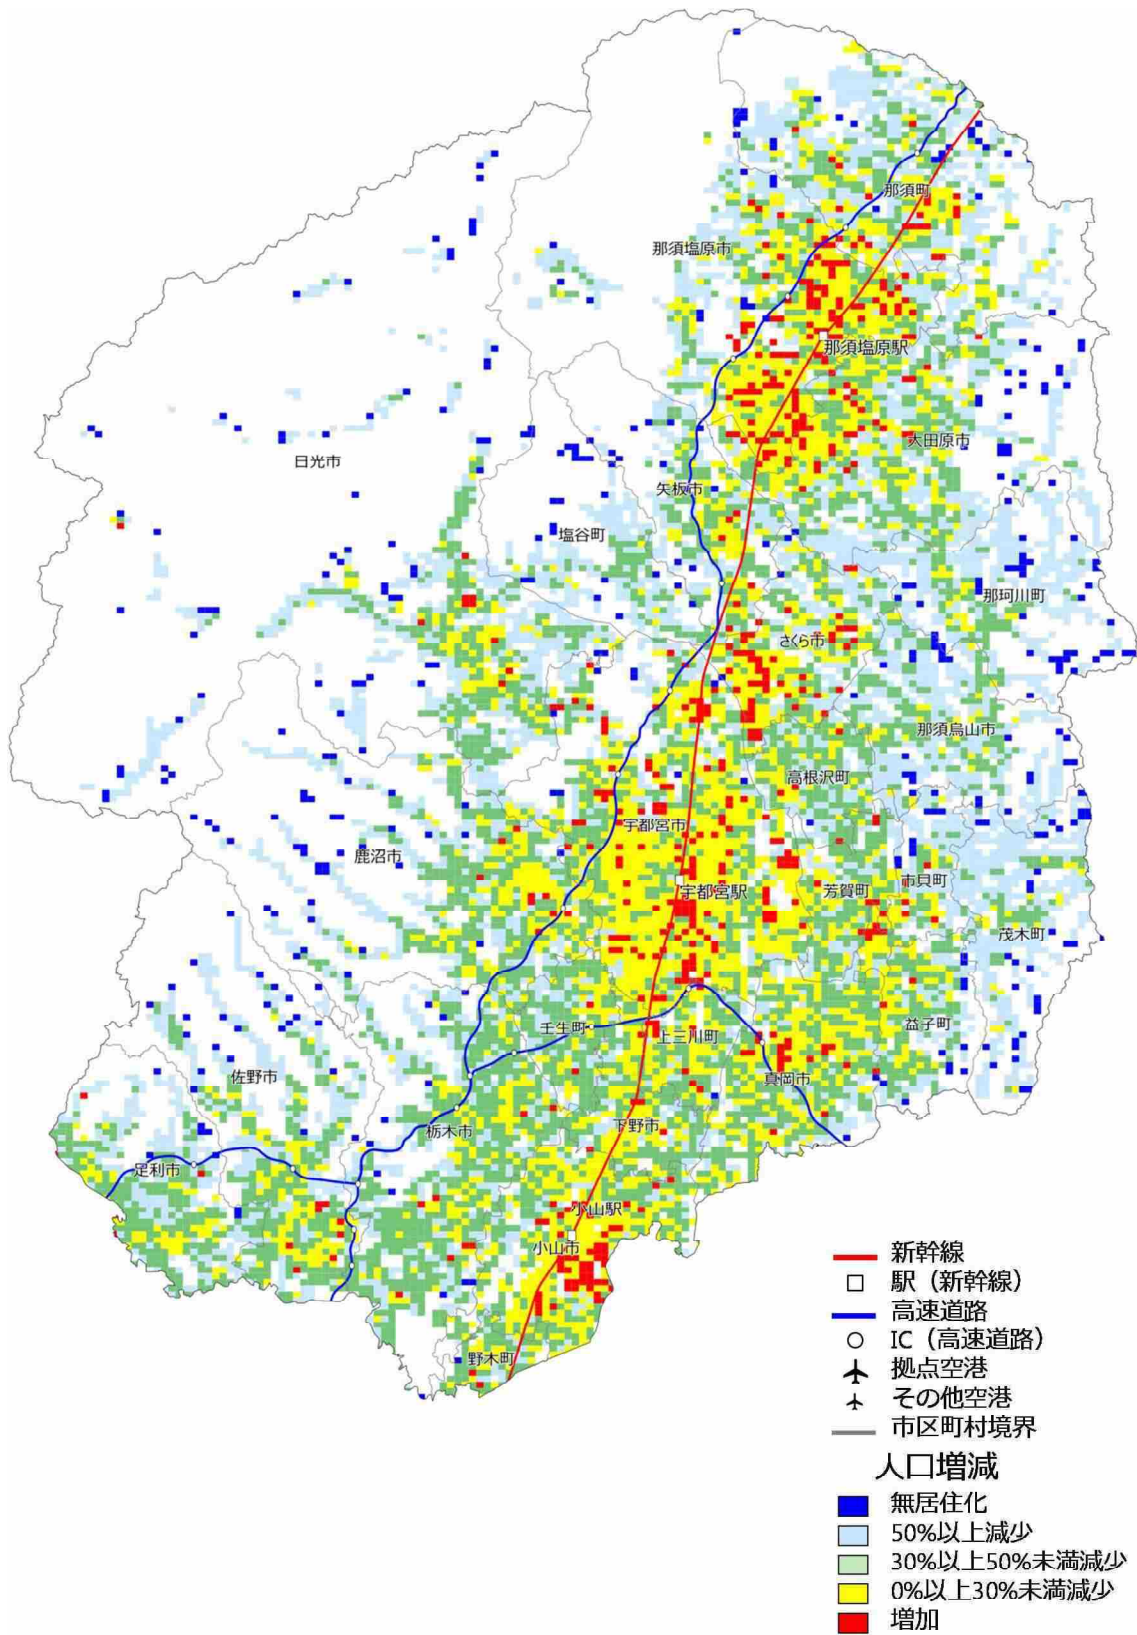 那須町
那須塩原市
那須塩原駅
大田原市
日光市
矢板市
塩谷町
那珂川町
さくら市
那須烏山市
高根沢町
宇都宮市
鹿沼市
宇都宮駅
芳賀町
市貝町
茂木町
壬生町
上三川町
益子町
佐野市
真岡市
栃木市
下野市
足利市
小山駅
小山市
野木町
新幹線
駅（新幹線）
高速道路
IC（高速道路）
拠点空港
その他空港
市区町村境界
人口増減
無居住化
50%以上減少
30%以上50%未満減少
0%以上30%未満減少
増加